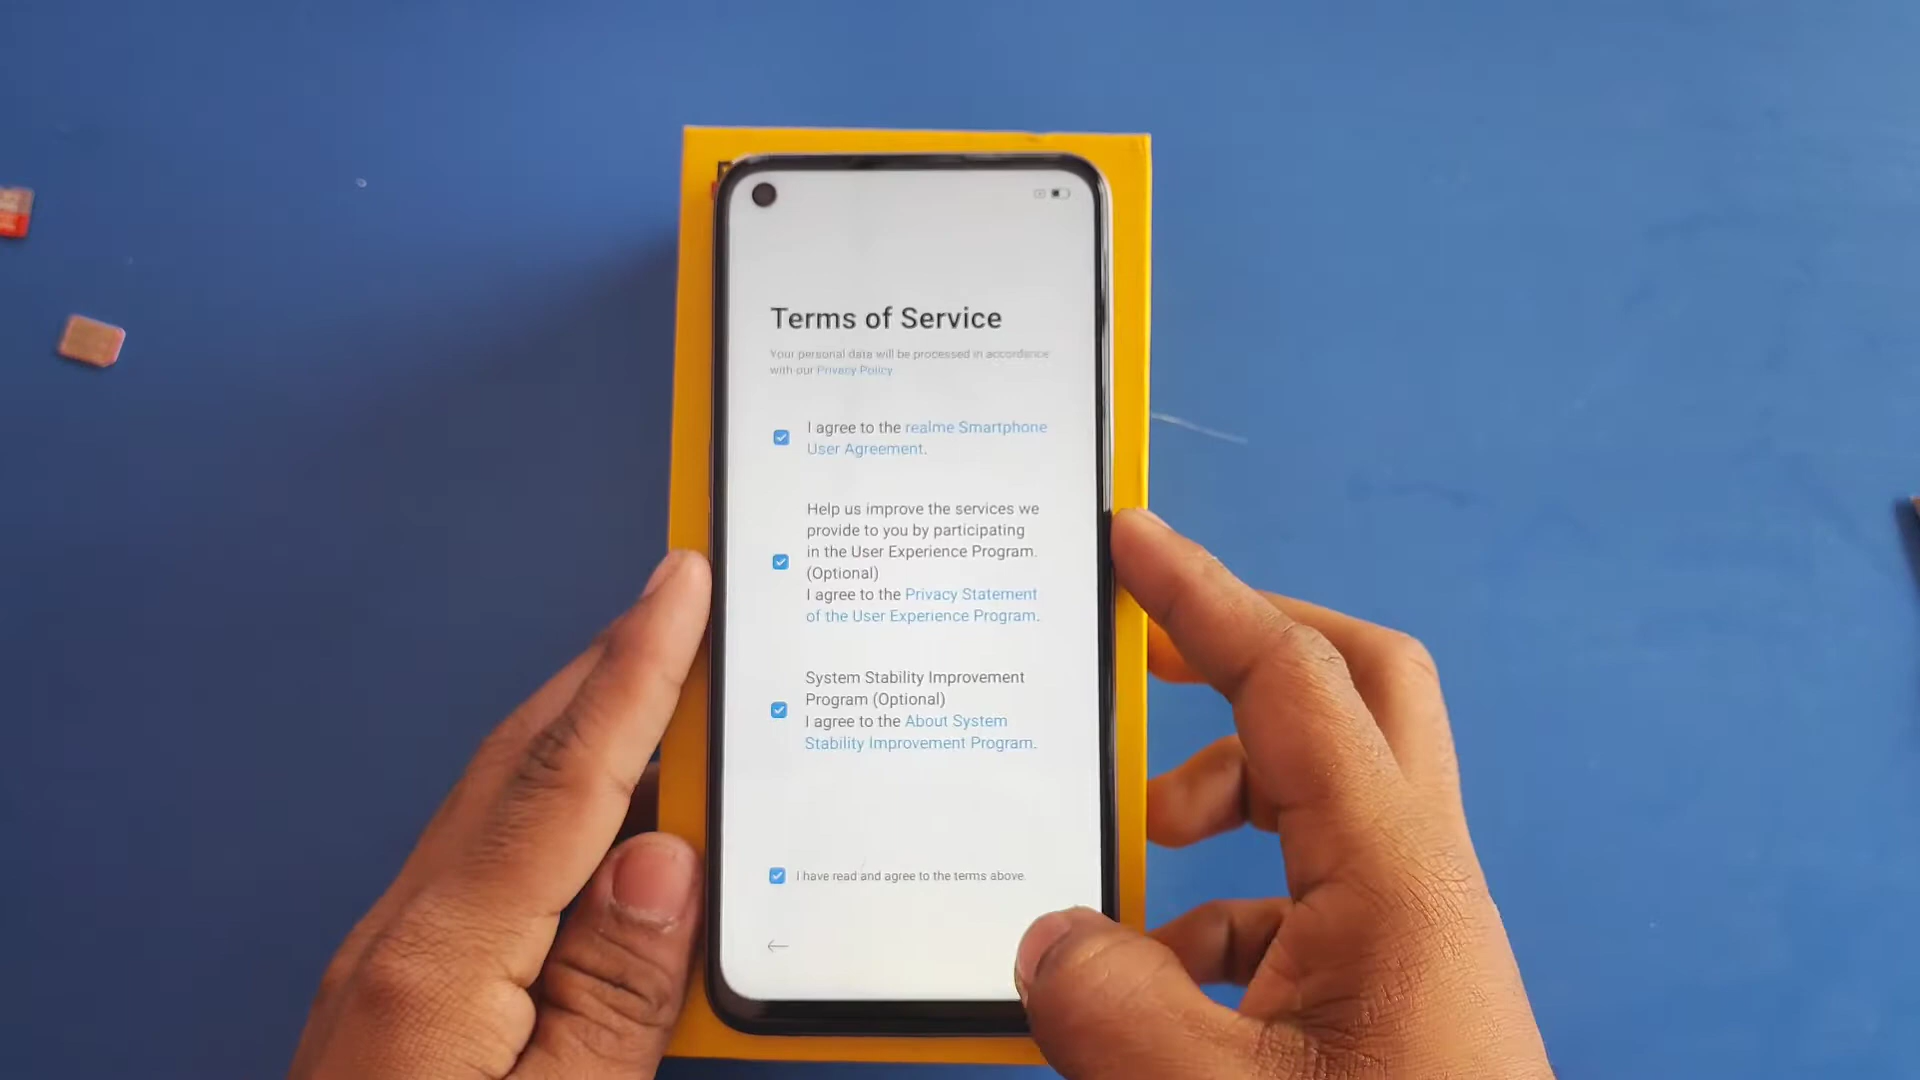 Terms of Service
Your personal data will be processed in accordance
with our Privacy Policy.
I agree to the realme Smartphone
User Agreement.
Help us improve the services we
provide to you by participating
in the User Experience Program.
(Optional)
I agree to the Privacy Statement
of the User Experience Program.
System Stability Improvement
Program (Optional)
I agree to the About System
Stability Improvement Program.
I have read and agree to the terms above.